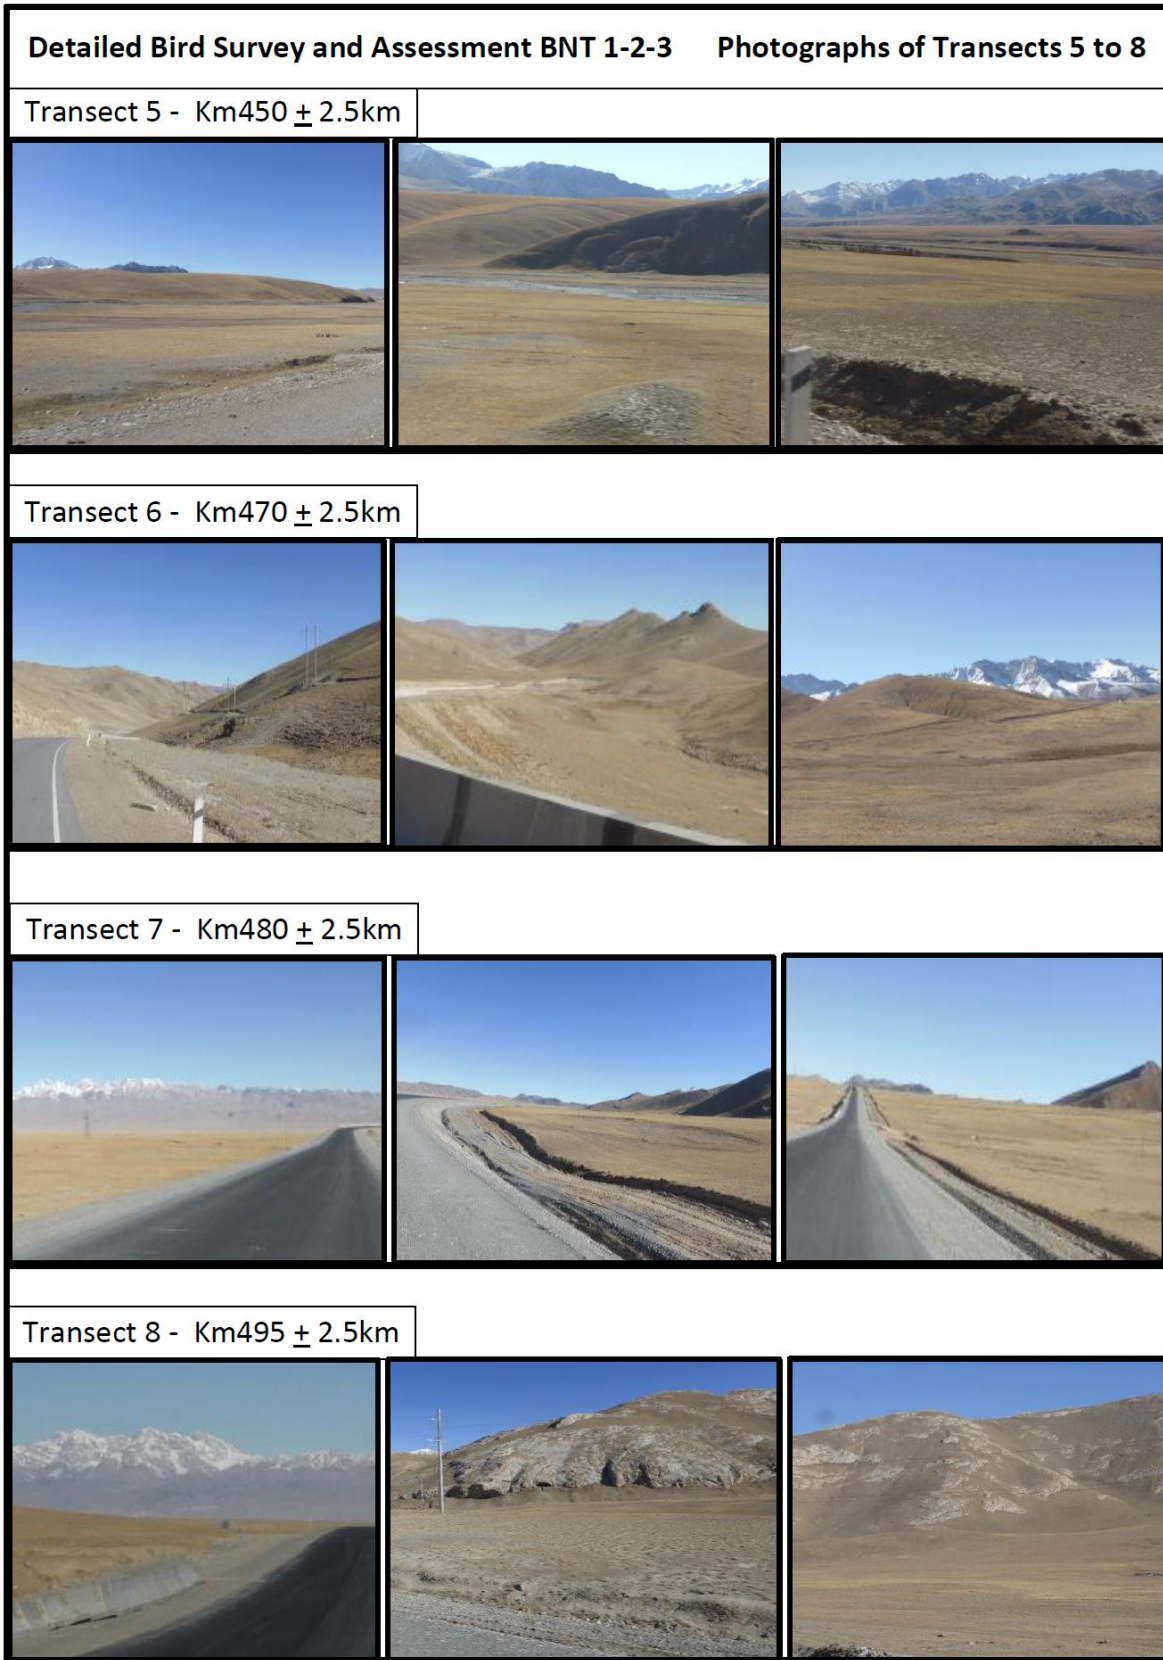 Detailed Bird Survey and Assessment BNT 1-2-3 Photographs of Transects 5 to 8
Transect 5 - Km450 ± 2.5km
Transect 6 - Km470 ± 2.5km
Transect 7 - Km480 ± 2.5km
Transect 8 - Km495 ± 2.5km